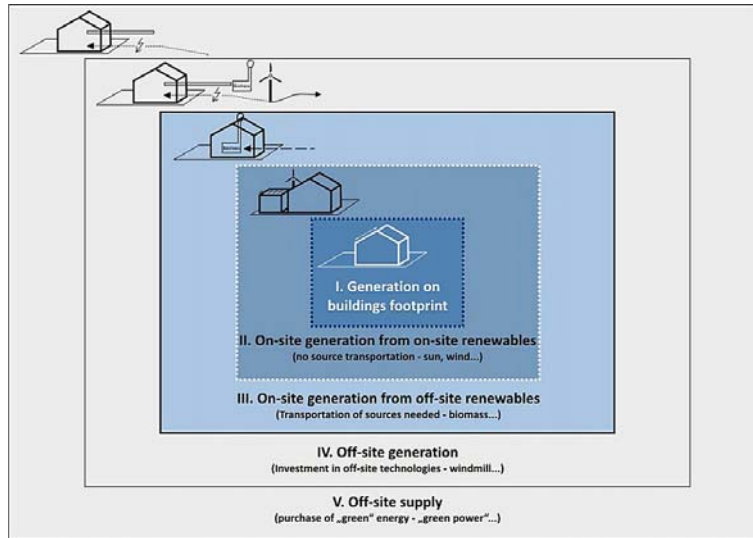 I. Generation on
buildings footprint
II. On-site generation from on-site renewables
(no source transportation - sun, wind...)
III. On-site generation from off-site renewables
(Transportation of sources needed - biomass...)
IV. Off-site generation
(Investment in off-site technologies - windmill...)
V. Off-site supply
(purchase of „green“ energy - „green power“...)